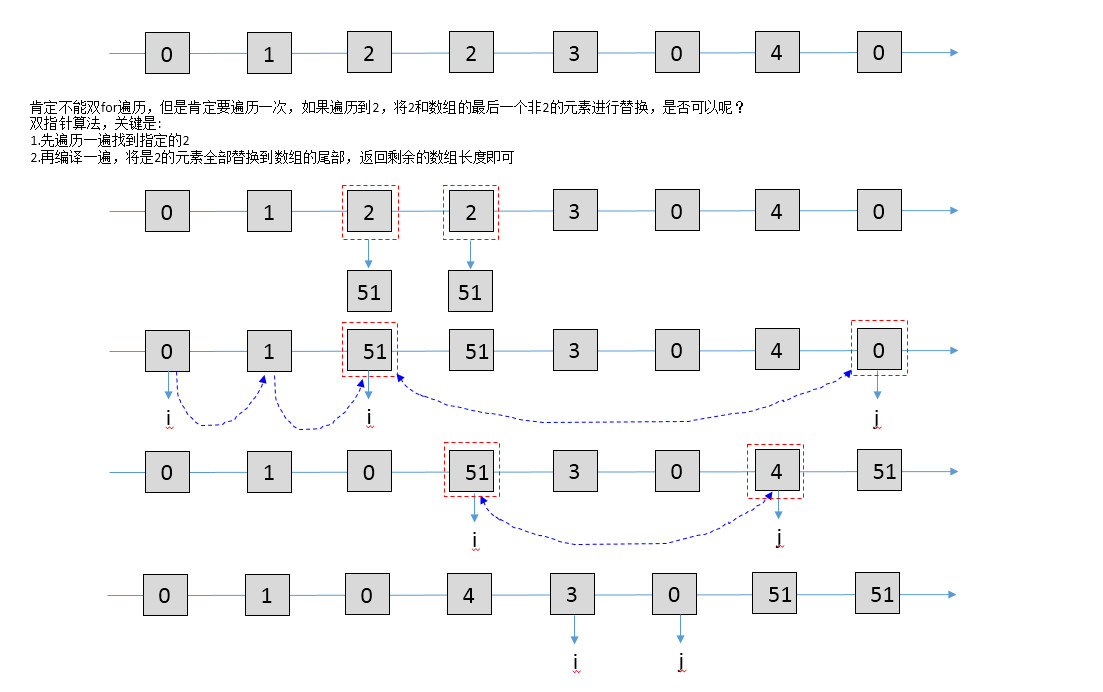 0 1 2 2 3 0 4 0
肯定不能双for遍历，但是肯定要遍历一次，如果遍历到2，将2和数组的最后一个非2的元素进行替换，是否可以呢？
双指针算法，关键是：
1.先遍历一遍找到指定的2
2.再编译一遍，将是2的元素全部替换到数组的尾部，返回剩余的数组长度即可
0 1 2 2 3 0 4 0
51 51
0 1 51 51 3 0 4 0
i i j
0 1 0 51 3 0 4 51
i j
0 1 0 4 3 0 51 51
i j